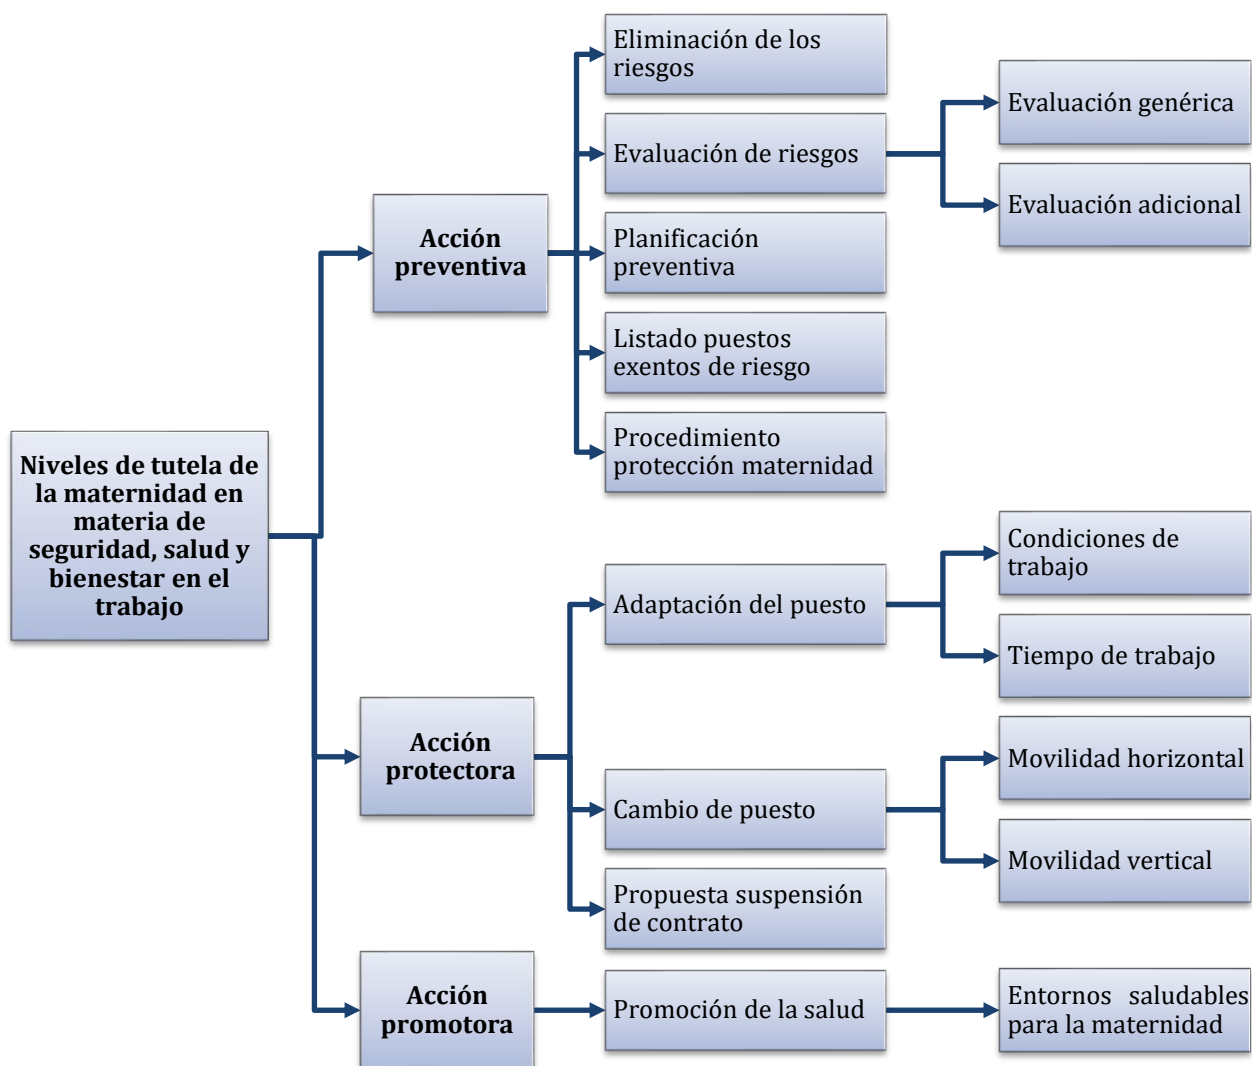 Niveles de tutela de
la maternidad en
materia de
seguridad, salud y
bienestar en el
trabajo
Acción
preventiva
Eliminación de los
riesgos
Evaluación de riesgos
Evaluación genérica
Evaluación adicional
Planificación
preventiva
Listado puestos
exentos de riesgo
Procedimiento
protección maternidad
Acción
protectora
Adaptación del puesto
Condiciones de
trabajo
Tiempo de trabajo
Cambio de puesto
Movilidad horizontal
Movilidad vertical
Propuesta suspensión
de contrato
Acción
promotora
Promoción de la salud
Entornos saludables
para la maternidad